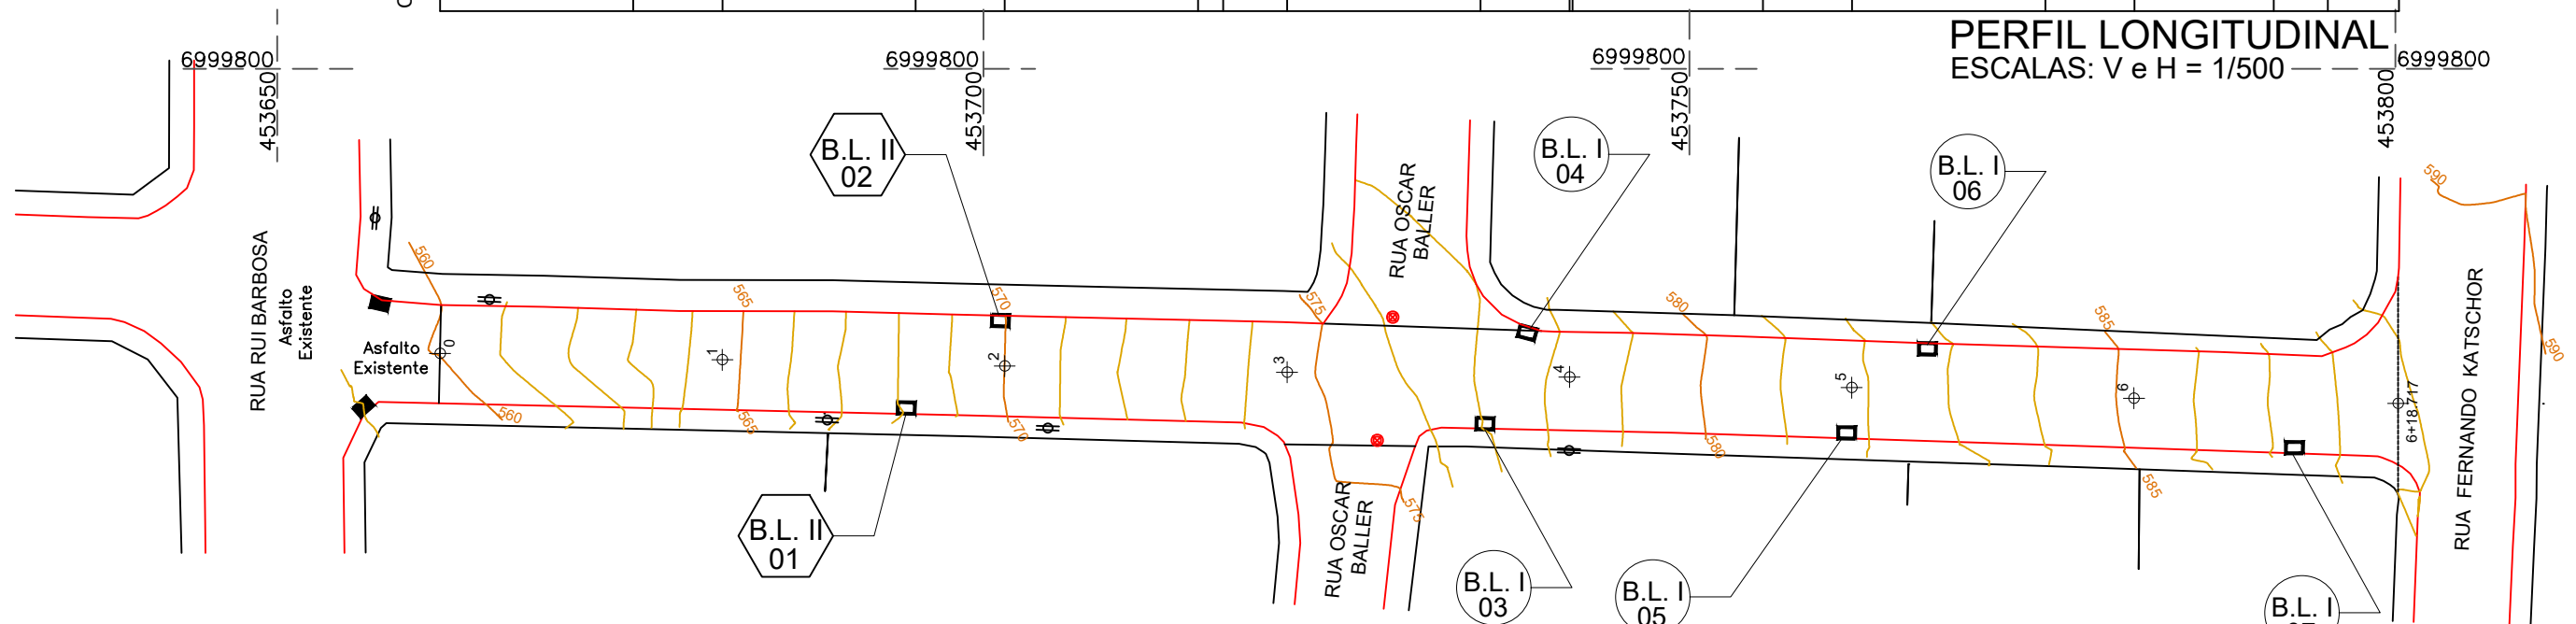 PERFIL LONGITUDINAL
ESCALAS: V e H = 1/500
6999800
6999800
6999800
6999800
453650
453700
453750
453800
B.L. II
02
B.L. I
04
B.L. I
06
RUA OSCAR
BALLER
590
590
RUA RUI BARBOSA
Asfalto
Existente
Asfalto
Existente
560
565
570
575
580
585
0
1
2
3
4
5
6
6+18.717
560
565
570
575
580
585
RUA FERNANDO KATSCHOR
B.L. II
01
RUA OSCAR
BALLER
B.L. I
03
B.L. I
05
B.L. I